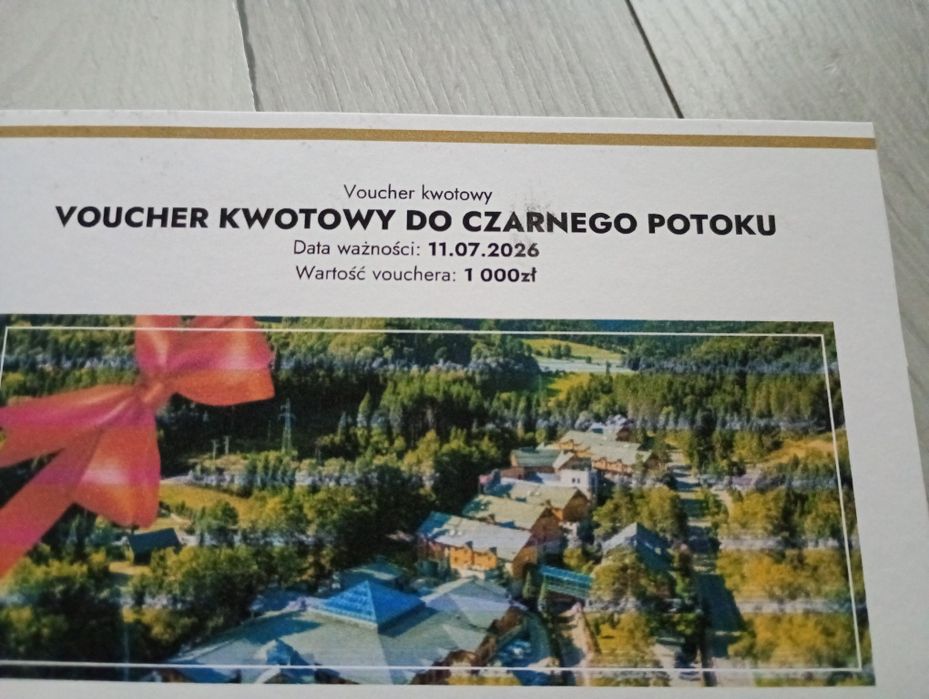 Voucher kwotowy
VOUCHER KWOTOWY DO CZARNEGO POTOKU
Data ważności: 11.07.2026
Wartość vouchera: 1 000zł